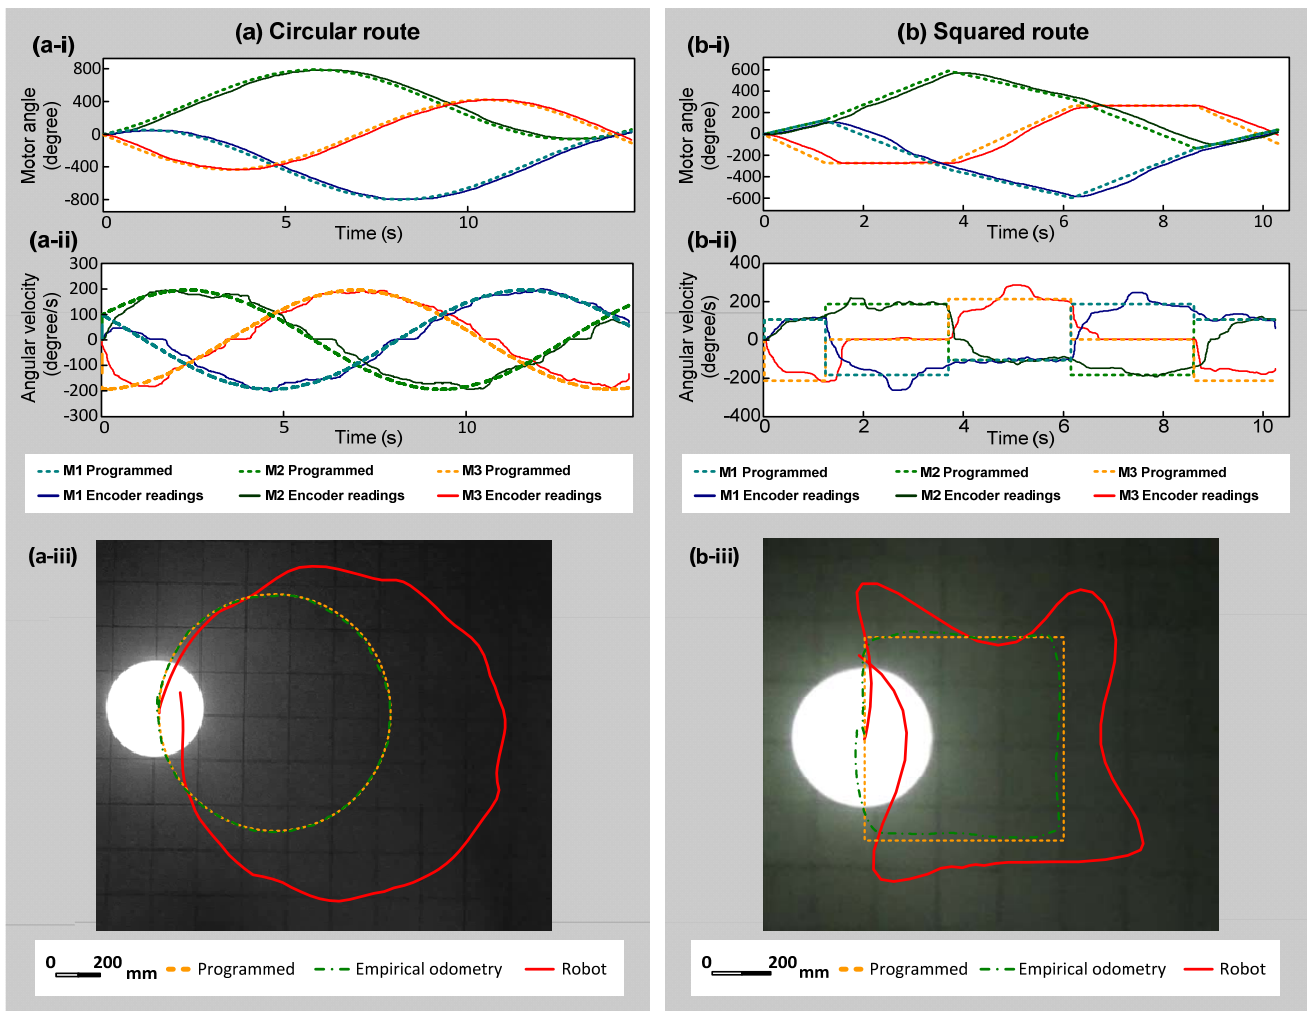 (a) Circular route
(a-i)
Motor angle
(degree)
800
400
0
-400
-800
0
5
10
Time (s)
(a-ii)
Angular velocity
(degree/s)
300
200
100
0
-100
-200
-300
0
5
10
Time (s)
M1 Programmed
M2 Programmed
M3 Programmed
M1 Encoder readings
M2 Encoder readings
M3 Encoder readings
(a-iii)
0 200 mm
Programmed
Empirical odometry
Robot
(b) Squared route
(b-i)
Motor angle
(degree)
600
200
0
-200
-600
0
2
4
6
8
10
Time (s)
(b-ii)
Angular velocity
(degree/s)
400
200
0
-200
-400
0
2
4
6
8
10
Time (s)
M1 Programmed
M2 Programmed
M3 Programmed
M1 Encoder readings
M2 Encoder readings
M3 Encoder readings
(b-iii)
0 200 mm
Programmed
Empirical odometry
Robot